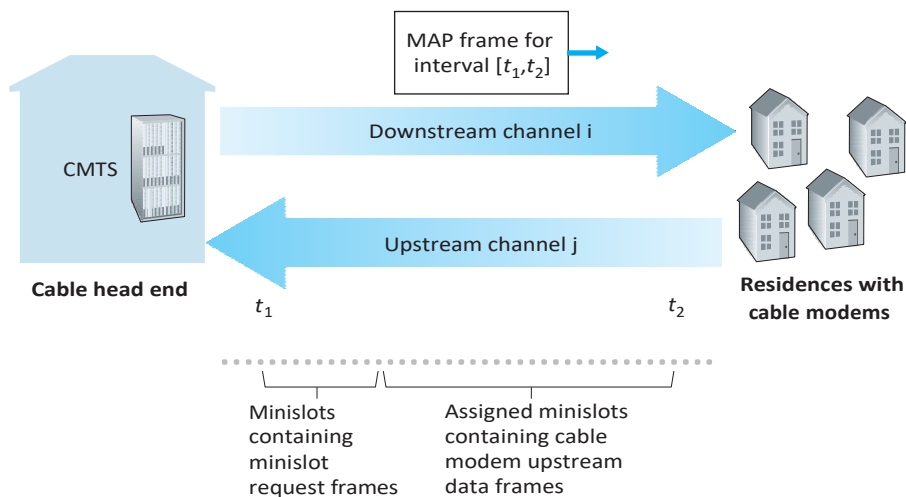 MAP frame for
interval [t₁,t₂]
Downstream channel i
CMTS
Upstream channel j
Cable head end
Residences with
cable modems
t₁
t₂
Minislots
containing
minislot
request frames
Assigned minislots
containing cable
modem upstream
data frames